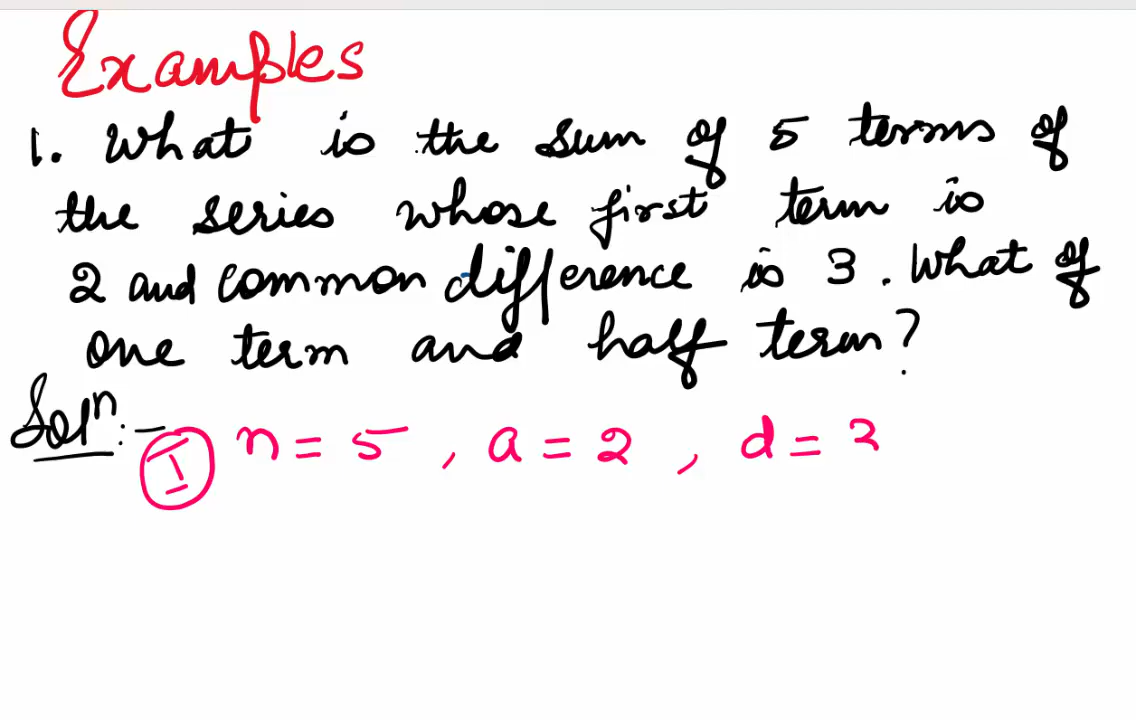 Examples
1. What is the sum of 5 terms of
the series whose first term is
2 and common difference is 3. What of
one term and half term?
Solⁿ:-
I n = 5, a = 2, d = 3